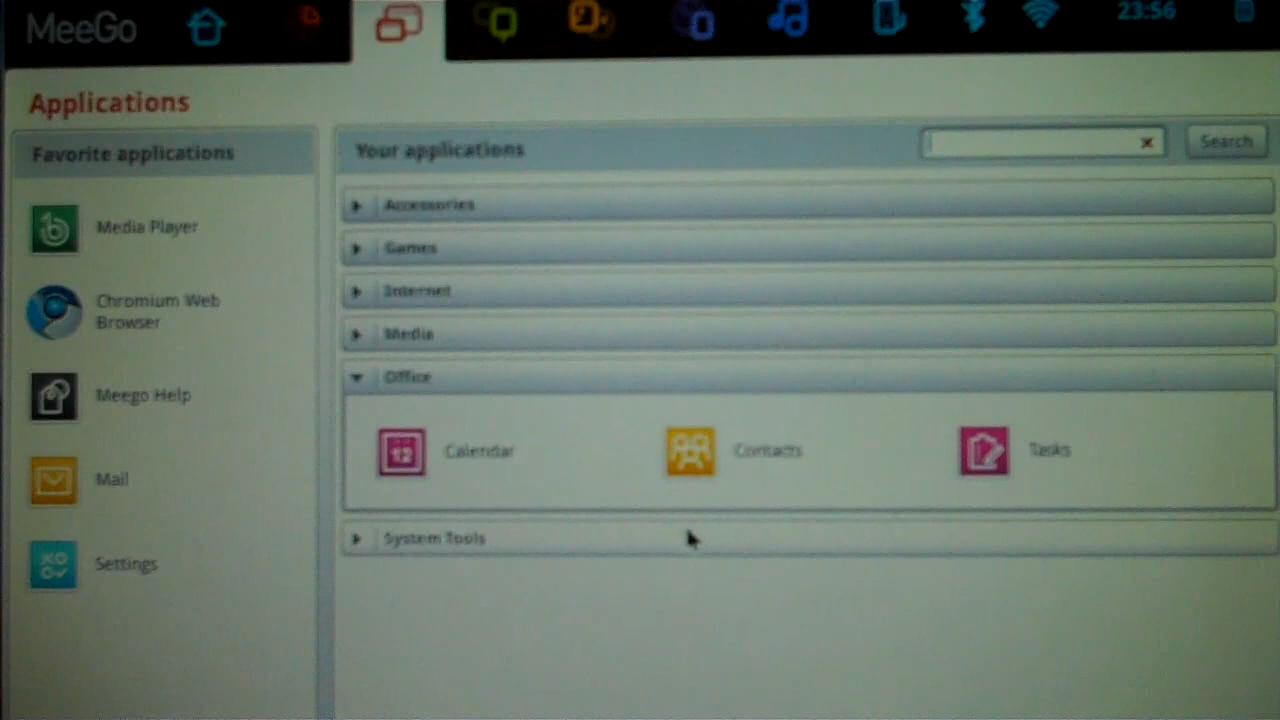 MeeGo
23:56
Applications
Favorite applications
Media Player
Chromium Web
Browser
Meego Help
Mail
Settings
Your applications
Search
Accessories
Games
Internet
Media
Office
12
Calendar
Contacts
Tasks
System Tools